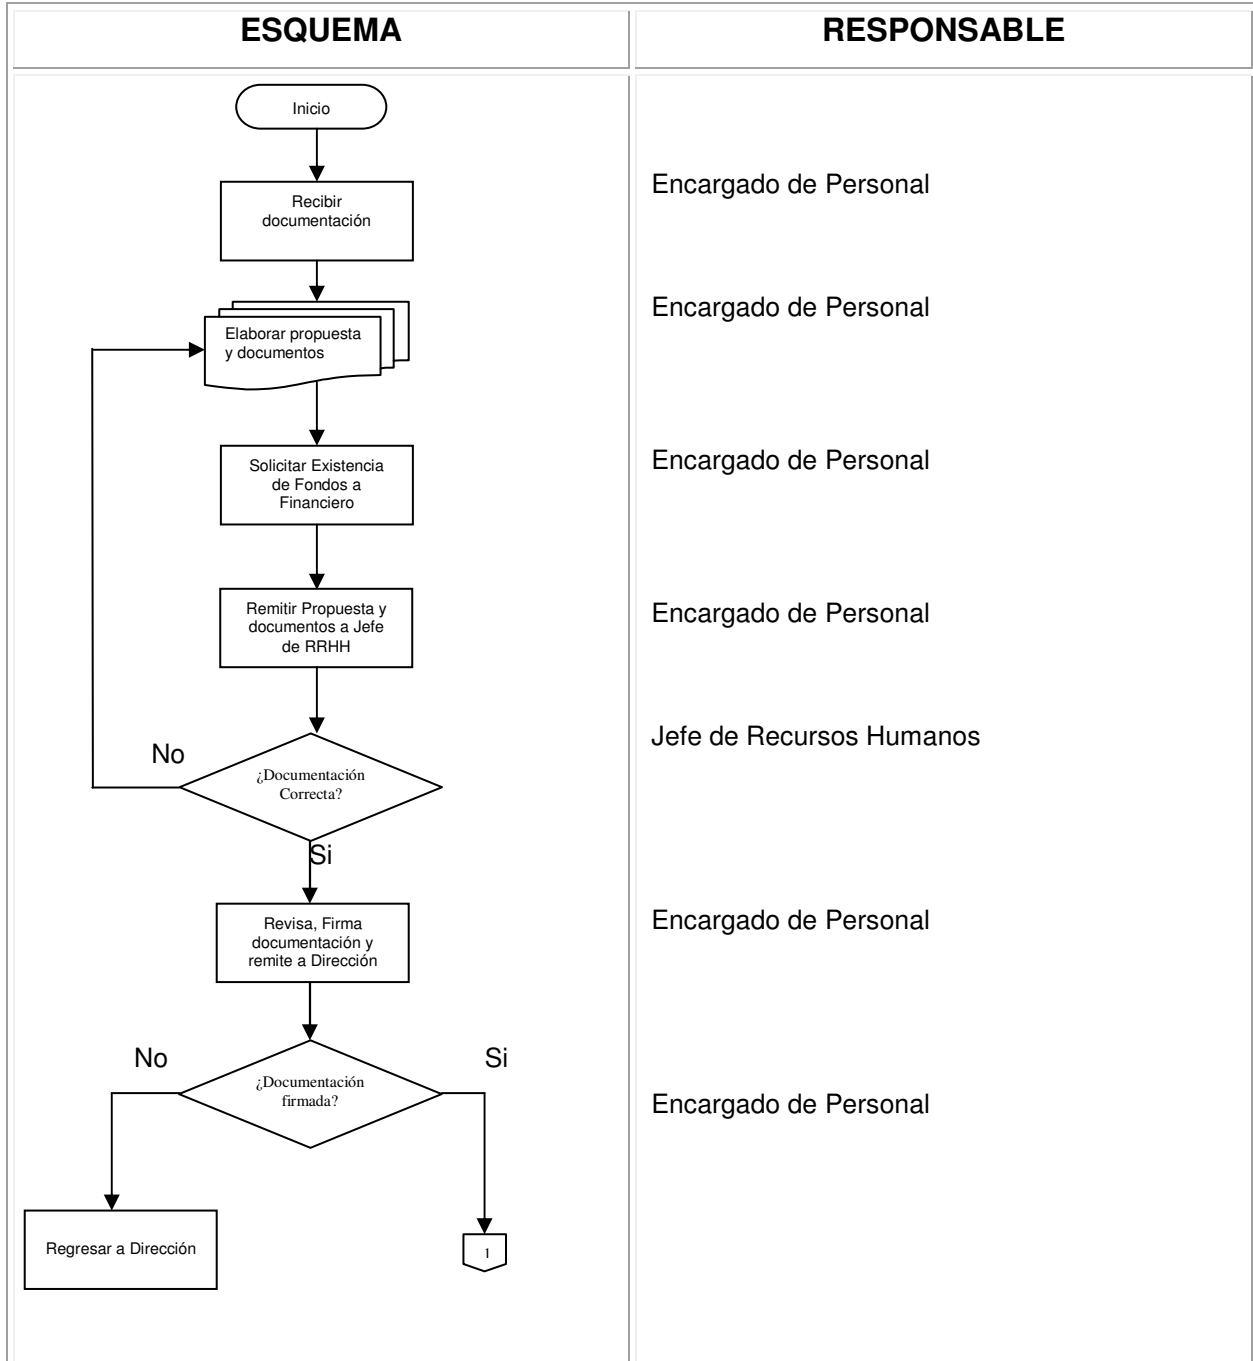 ESQUEMA
RESPONSABLE
Inicio
Recibir
documentación
Encargado de Personal
Elaborar propuesta
y documentos
Encargado de Personal
Solicitar Existencia
de Fondos a
Financiero
Encargado de Personal
Remitir Propuesta y
documentos a Jefe
de RRHH
Encargado de Personal
¿Documentación
Correcta?
No
Si
Jefe de Recursos Humanos
Revisa, Firma
documentación y
remite a Dirección
Encargado de Personal
No
Si
¿Documentación
firmada?
Encargado de Personal
Regresar a Dirección
1